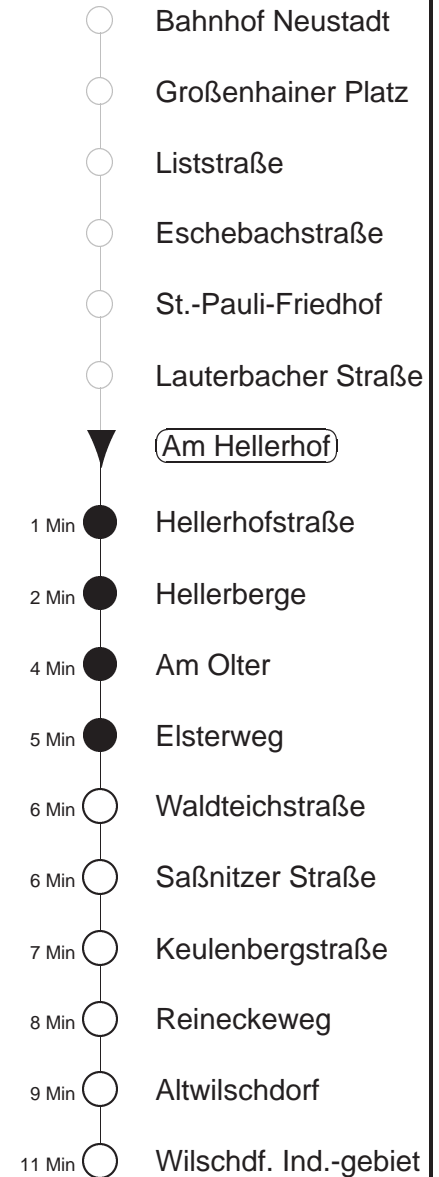 Bahnhof Neustadt
Großenhainer Platz
Liststraße
Eschebachstraße
St.-Pauli-Friedhof
Lauterbacher Straße
Am Hellerhof
1 Min Hellerhofstraße
2 Min Hellerberge
4 Min Am Olter
5 Min Elsterweg
6 Min Waldteichstraße
6 Min Saßnitzer Straße
7 Min Keulenbergstraße
8 Min Reineckeweg
9 Min Altwilschdorf
11 Min Wilschdf. Ind.-gebiet